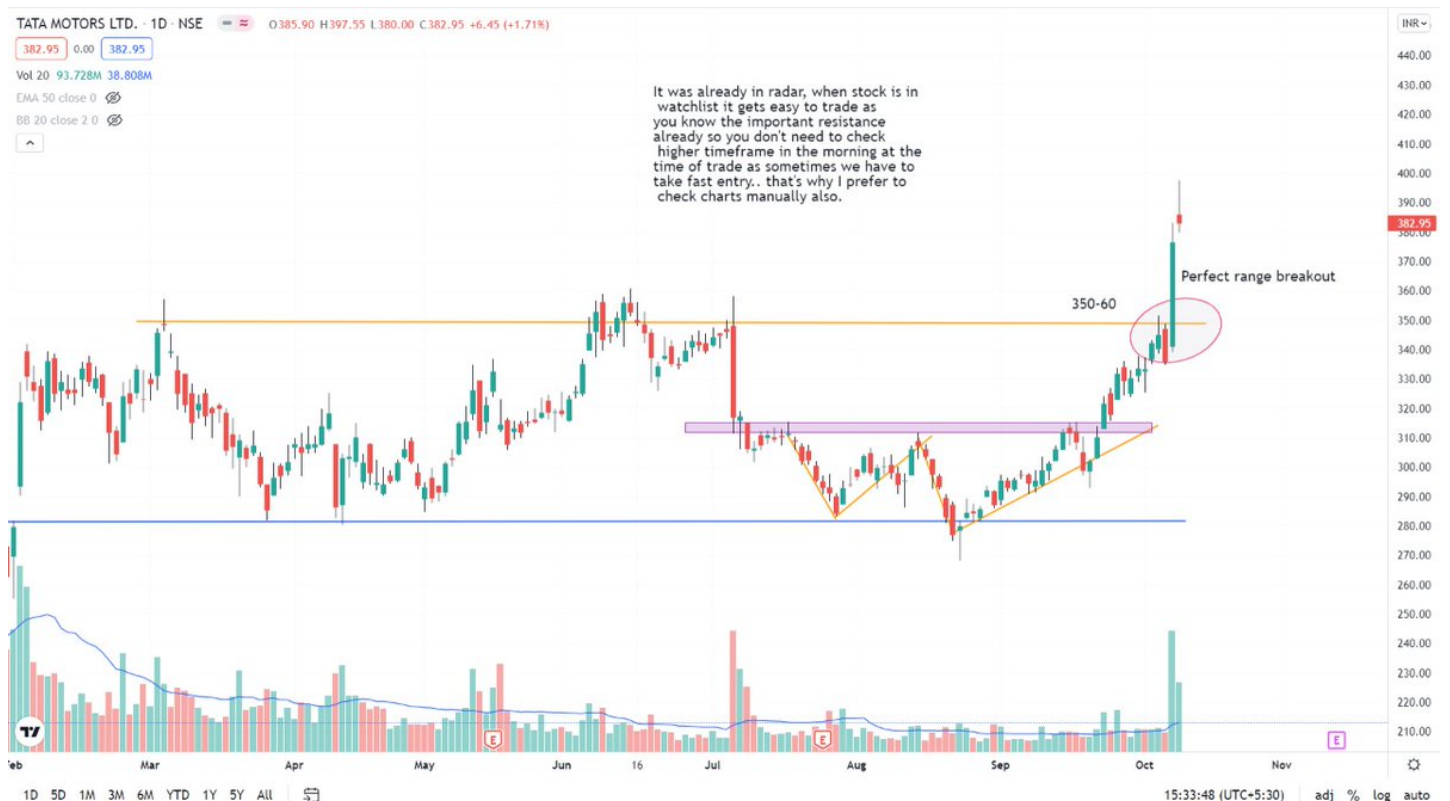 TATA MOTORS LTD. · 1D · NSE O385.90 H397.55 L380.00 C382.95 +6.45 (+1.71%)
INR
382.95 0.00 382.95
Vol 20 93.728M 38.808M
EMA 50 close 0
BB 20 close 2 0
It was already in radar, when stock is in
watchlist it gets easy to trade as
you know the important resistance
already so you don't need to check
higher timeframe in the morning at the
time of trade as sometimes we have to
take fast entry.. that's why I prefer to
check charts manually also.
Perfect range breakout
350-60
440.00
430.00
420.00
410.00
400.00
390.00
382.95
380.00
370.00
360.00
350.00
340.00
330.00
320.00
310.00
300.00
290.00
280.00
270.00
260.00
250.00
240.00
230.00
220.00
210.00
E E E
Mar Apr May Jun 16 Jul Aug Sep Oct Nov
1D 5D 1M 3M 6M YTD 1Y 5Y All 15:33:48 (UTC+5:30) adj % log auto